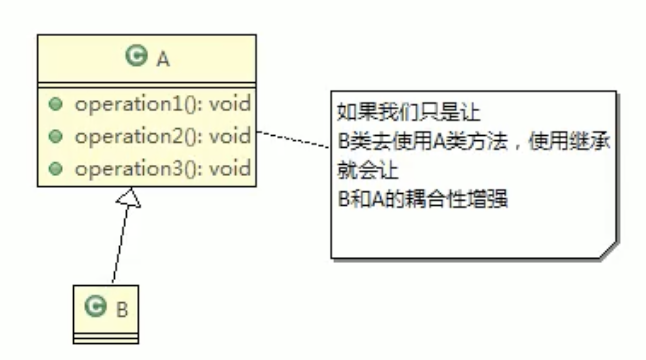 C A
operation1(): void
operation2(): void
operation3(): void
如果我们只是让
B类去使用A类方法，使用继承
就会让
B和A的耦合性增强
C B